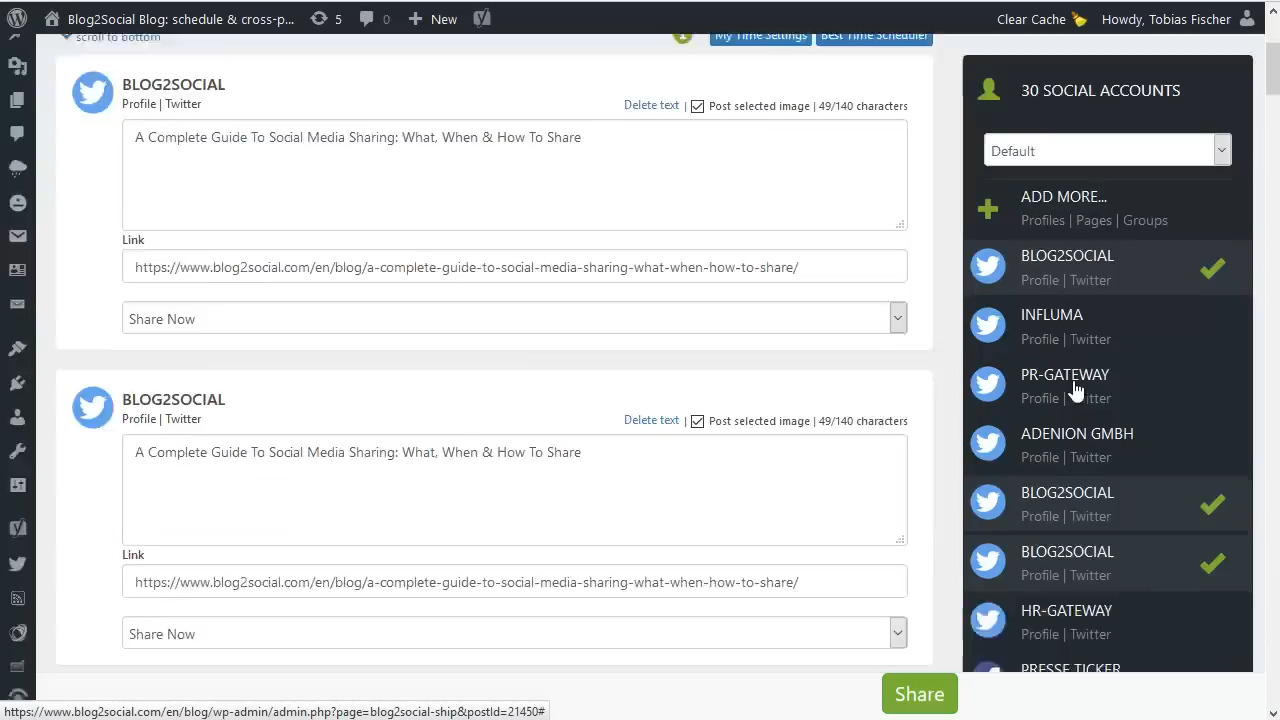 Blog2Social Blog: schedule & cross-p...
5
0
New
Clear Cache
Howdy, Tobias Fischer
scroll to bottom
My Time Settings
Best Time Scheduler
BLOG2SOCIAL
Profile | Twitter
Delete text | Post selected image | 49/140 characters
A Complete Guide To Social Media Sharing: What, When & How To Share
Link
https://www.blog2social.com/en/blog/a-complete-guide-to-social-media-sharing-what-when-how-to-share/
Share Now
BLOG2SOCIAL
Profile | Twitter
Delete text | Post selected image | 49/140 characters
A Complete Guide To Social Media Sharing: What, When & How To Share
Link
https://www.blog2social.com/en/blog/a-complete-guide-to-social-media-sharing-what-when-how-to-share/
Share Now
30 SOCIAL ACCOUNTS
Default
ADD MORE...
Profiles | Pages | Groups
BLOG2SOCIAL
Profile | Twitter
INFLUMA
Profile | Twitter
PR-GATEWAY
Profile | Twitter
ADENION GMBH
Profile | Twitter
BLOG2SOCIAL
Profile | Twitter
BLOG2SOCIAL
Profile | Twitter
HR-GATEWAY
Profile | Twitter
PRESSE TICKER
Share
https://www.blog2social.com/en/blog/wp-admin/admin.php?page=blog2social-ship&postId=21450#